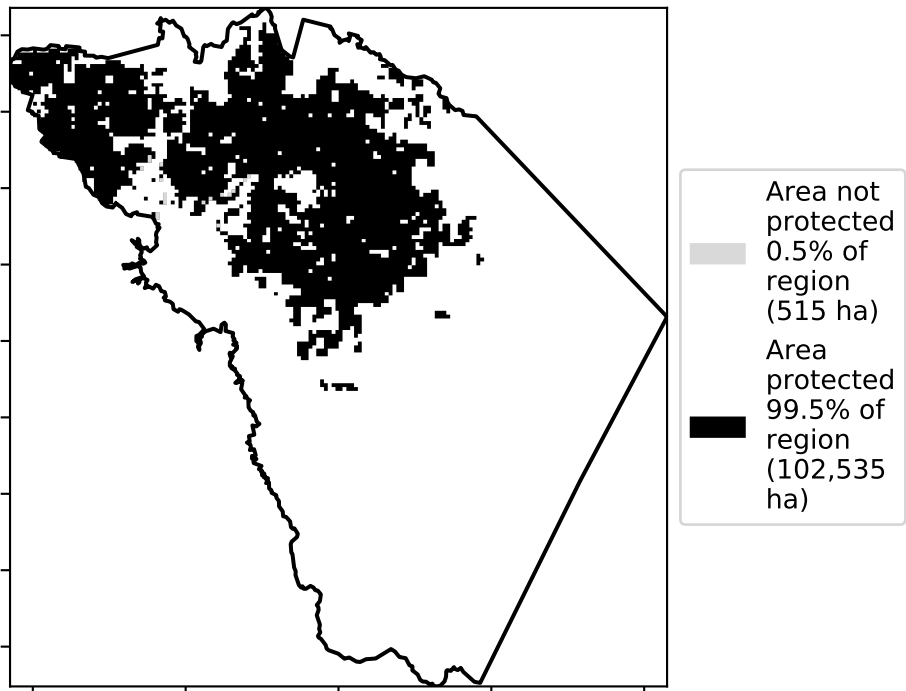 Area not
protected
0.5% of
region
(515 ha)
Area
protected
99.5% of
region
(102,535
ha)